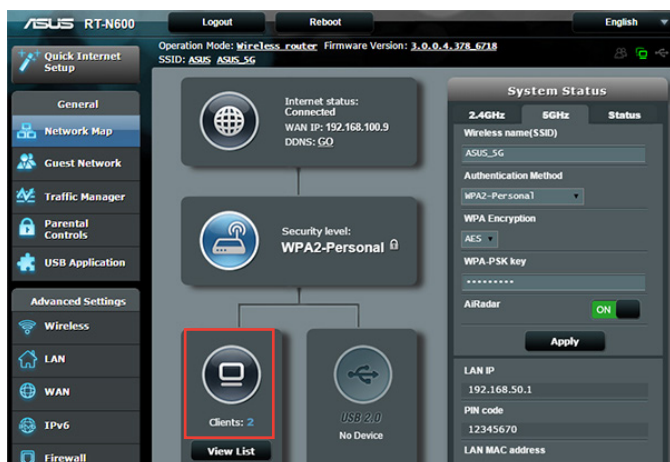 ASUS RT-N600
Logout
Reboot
English
Quick Internet
Setup
Operation Mode: Wireless router Firmware Version: 3.0.0.4.378_6718
SSID: ASUS ASUS_5G
General
Network Map
Guest Network
Traffic Manager
Parental
Controls
USB Application
Advanced Settings
Wireless
LAN
WAN
IPv6
Firewall
Internet status:
Connected
WAN IP: 192.168.100.9
DDNS: GO
Security level:
WPA2-Personal
Clients: 2
View List
USB 2.0
No Device
System Status
2.4GHz 5GHz Status
Wireless name(SSID)
ASUS_5G
Authentication Method
WPA2-Personal
WPA Encryption
AES
WPA-PSK key
•••••••••
AiRadar
ON
Apply
LAN IP
192.168.50.1
PIN code
12345670
LAN MAC address